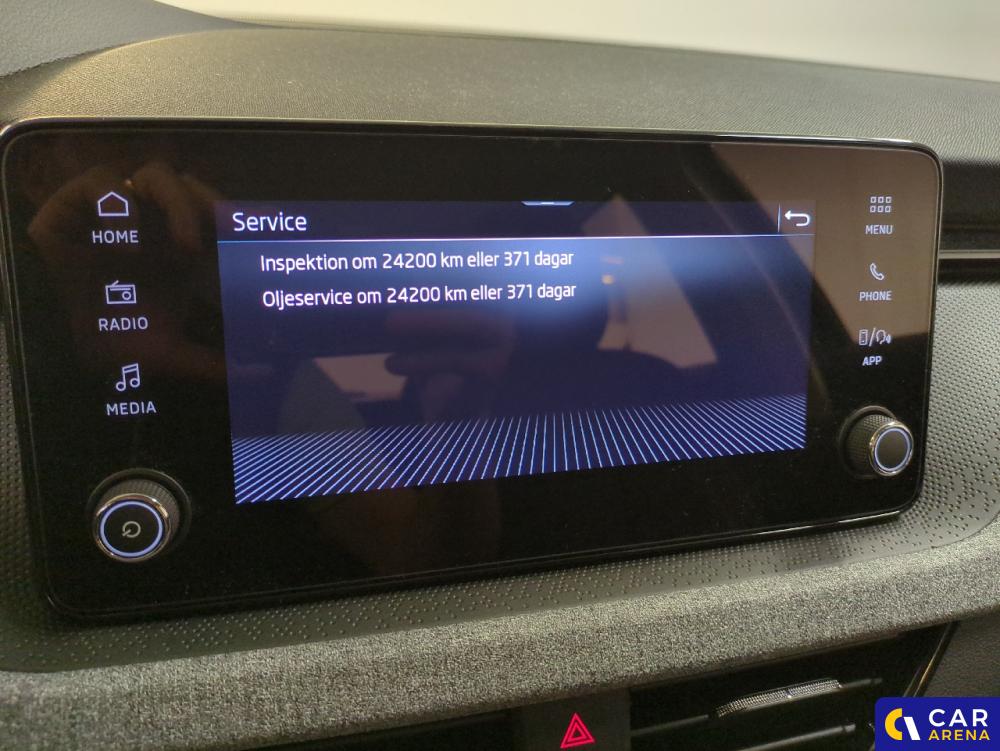 Service
HOME
RADIO
MEDIA
Inspektion om 24200 km eller 371 dagar
Oljeservice om 24200 km eller 371 dagar
MENU
PHONE
APP
CAR
ARENA